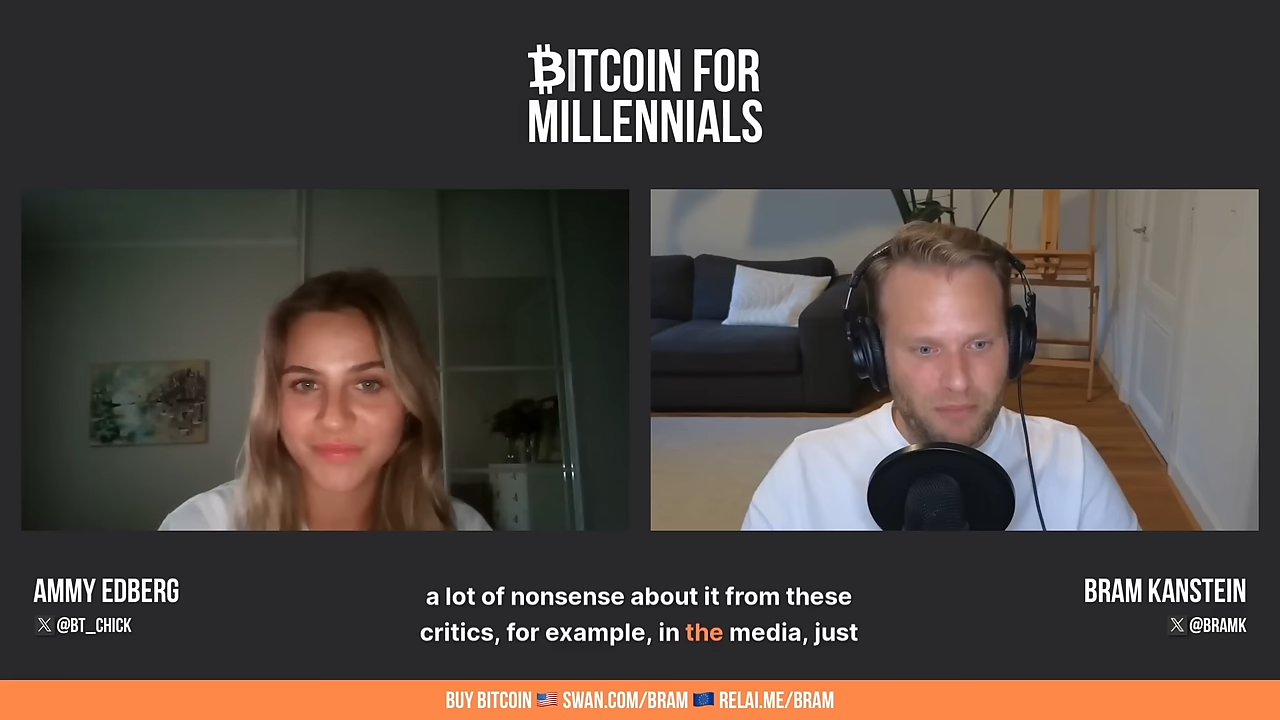 BITCOIN FOR
MILLENNIALS
AMMY EDBERG
@BT_CHICK
a lot of nonsense about it from these
critics, for example, in the media, just
BRAM KANSTEIN
@BRAMK
BUY BITCOIN 🇺🇸 SWAN.COM/BRAM 🇪🇺 RELAI.ME/BRAM